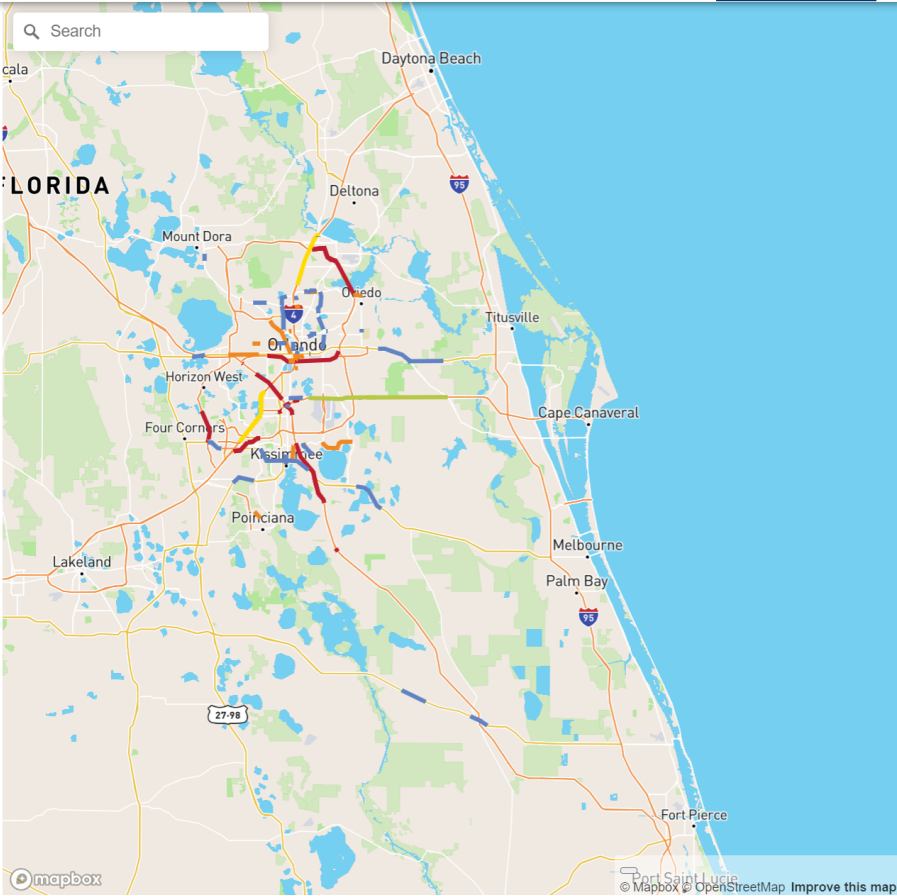 Search
Daytona Beach
cala
95
FLORIDA
Deltona
Mount Dora
Oviedo
4
Titusville
Orlando
Horizon West
Cape Canaveral
Four Corners
Kissimmee
Poinciana
Melbourne
Lakeland
Palm Bay
95
27-98
Fort Pierce
Port Saint Lucie
mapbox
© Mapbox © OpenStreetMap Improve this map